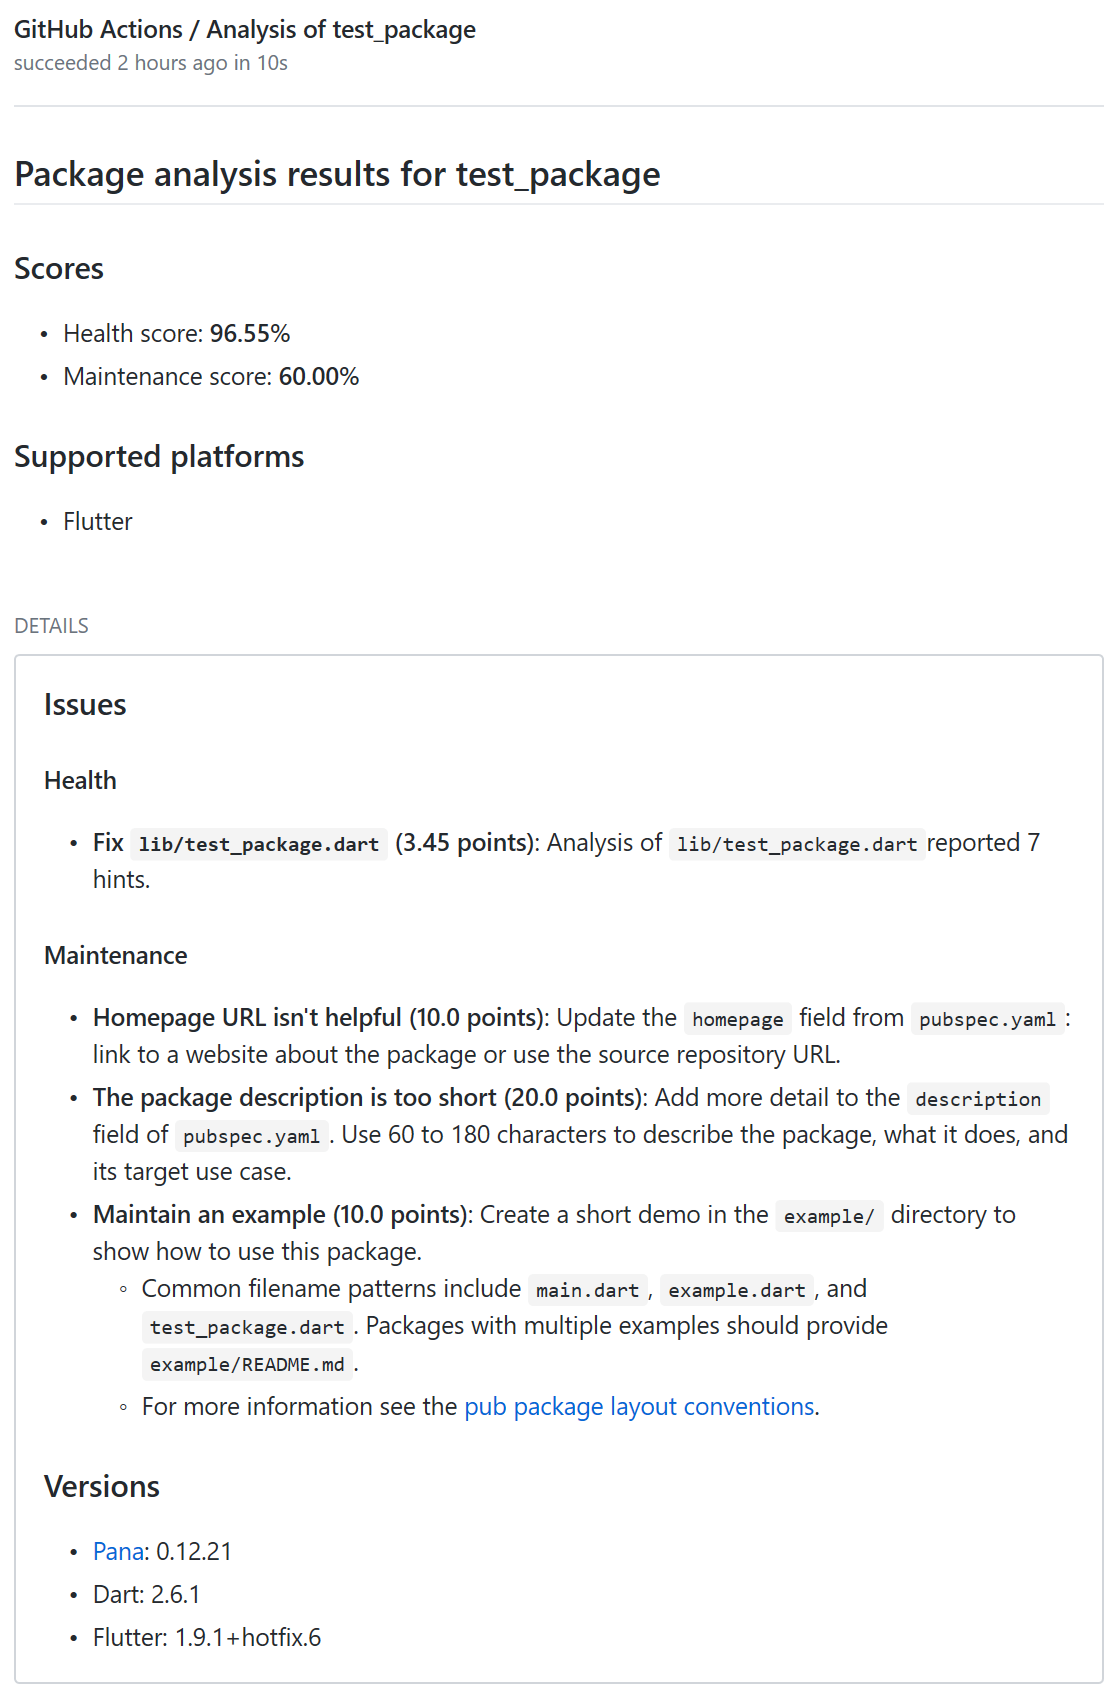 GitHub Actions / Analysis of test_package
succeeded 2 hours ago in 10s
Package analysis results for test_package
Scores
• Health score: 96.55%
• Maintenance score: 60.00%
Supported platforms
• Flutter
DETAILS
Issues
Health
• Fix lib/test_package.dart (3.45 points): Analysis of lib/test_package.dart reported 7
hints.
Maintenance
• Homepage URL isn't helpful (10.0 points): Update the homepage field from pubspec.yaml :
link to a website about the package or use the source repository URL.
• The package description is too short (20.0 points): Add more detail to the description
field of pubspec.yaml . Use 60 to 180 characters to describe the package, what it does, and
its target use case.
• Maintain an example (10.0 points): Create a short demo in the example/ directory to
show how to use this package.
◦ Common filename patterns include main.dart , example.dart , and
test_package.dart . Packages with multiple examples should provide
example/README.md .
◦ For more information see the pub package layout conventions.
Versions
• Pana: 0.12.21
• Dart: 2.6.1
• Flutter: 1.9.1+hotfix.6